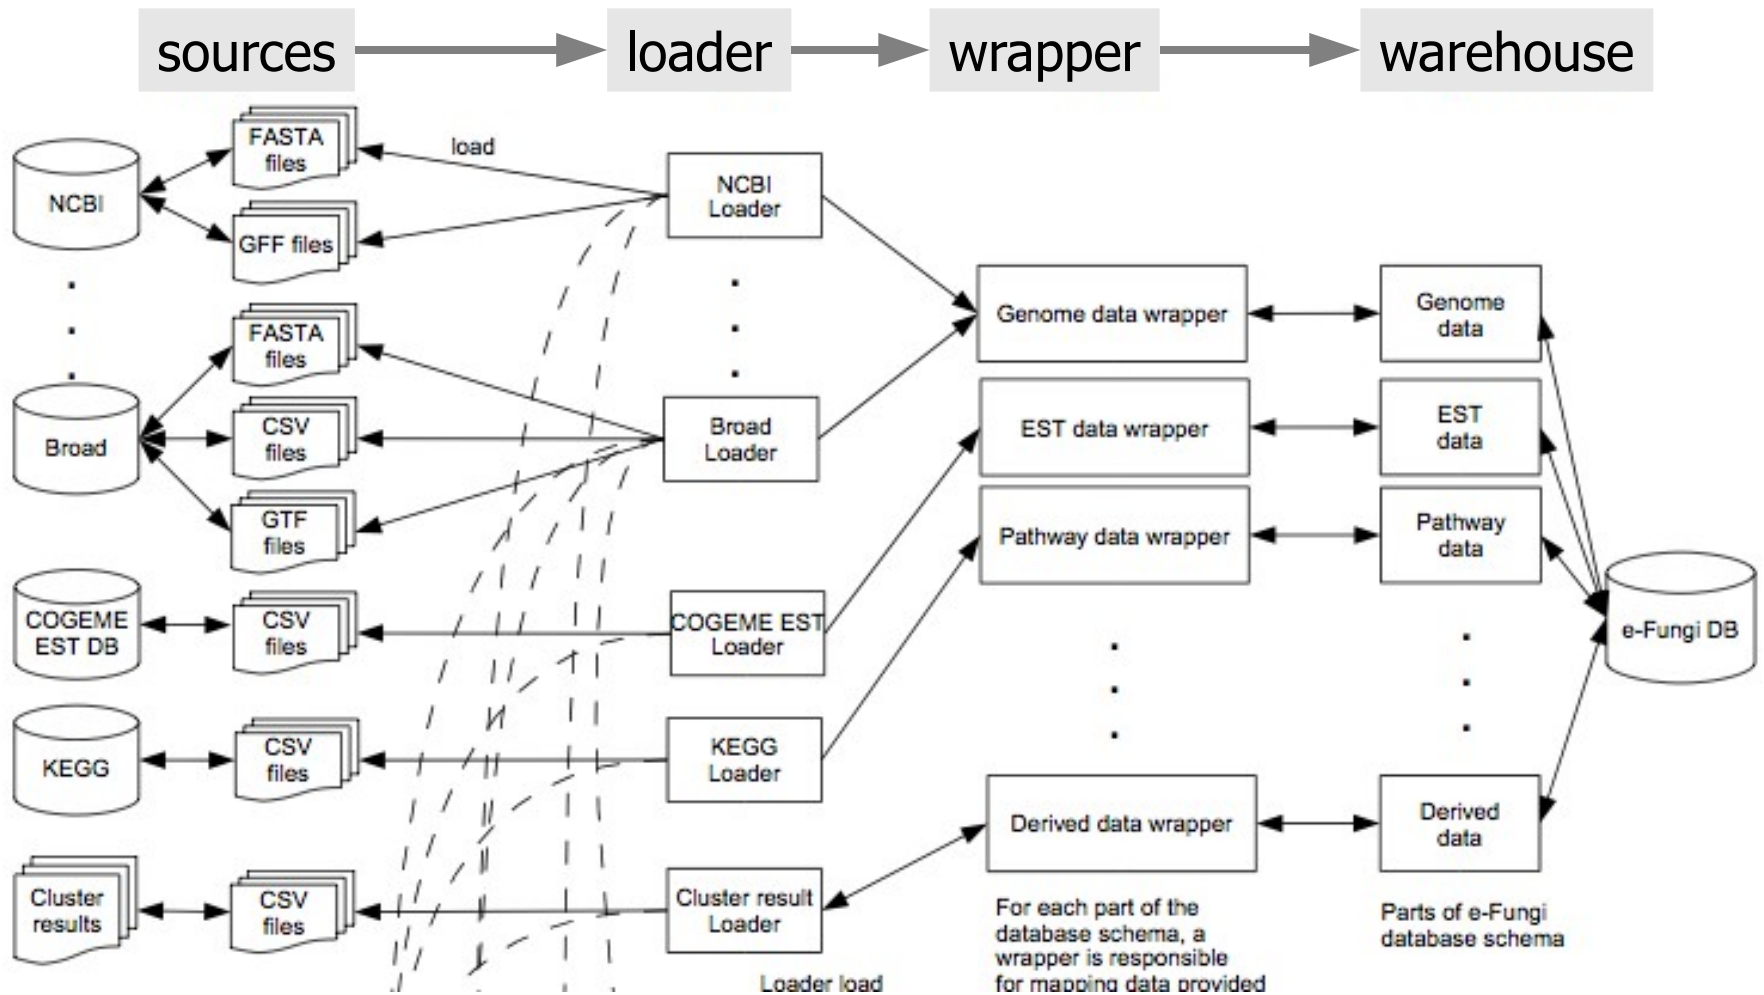 sources
loader
wrapper
warehouse
NCBI
FASTA
files
GFF files
load
NCBI
Loader
Genome data wrapper
Genome
data
Broad
FASTA
files
CSV
files
GTF
files
Broad
Loader
EST data wrapper
EST
data
Pathway data wrapper
Pathway
data
COGEME
EST DB
CSV
files
COGEME EST
Loader
e-Fungi DB
KEGG
CSV
files
KEGG
Loader
Derived data wrapper
Derived
data
Cluster
results
CSV
files
Cluster result
Loader
For each part of the
database schema, a
wrapper is responsible
for mapping data provided
Parts of e-Fungi
database schema
Loader load